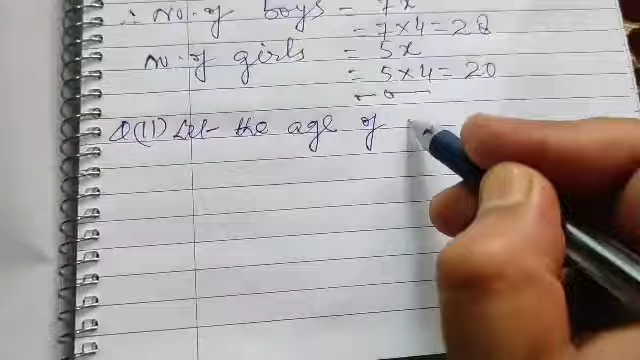 ∴ No. of boys = 7x
= 7×4 = 28
No. of girls = 5x
= 5×4 = 20
Q(11) Let the age of